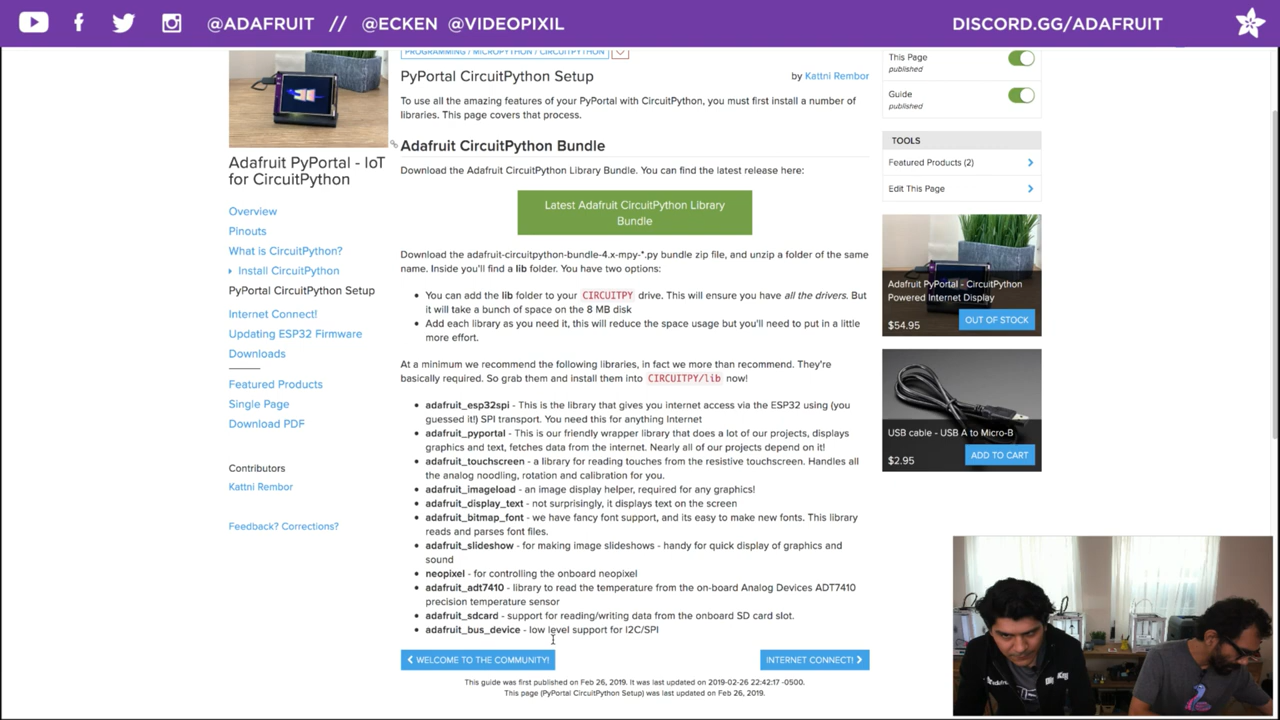 @ADAFRUIT // @ECKEN @VIDEOPIXIL
DISCORD.GG/ADAFRUIT
PROGRAMMING / MICROPYTHON / CIRCUITPYTHON
PyPortal CircuitPython Setup
by Kattni Rembor
To use all the amazing features of your PyPortal with CircuitPython, you must first install a number of
libraries. This page covers that process.
Adafruit CircuitPython Bundle
Download the Adafruit CircuitPython Library Bundle. You can find the latest release here:
Latest Adafruit CircuitPython Library
Bundle
Download the adafruit-circuitpython-bundle-4.x-mpy-*.py bundle zip file, and unzip a folder of the same
name. Inside you'll find a lib folder. You have two options:
You can add the lib folder to your CIRCUITPY drive. This will ensure you have all the drivers. But
it will take a bunch of space on the 8 MB disk
Add each library as you need it, this will reduce the space usage but you'll need to put in a little
more effort.
At a minimum we recommend the following libraries, in fact we more than recommend. They're
basically required. So grab them and install them into CIRCUITPY/lib now!
adafruit_esp32spi - This is the library that gives you internet access via the ESP32 using (you
guessed it!) SPI transport. You need this for anything Internet
adafruit_pyportal - This is our friendly wrapper library that does a lot of our projects, displays
graphics and text, fetches data from the internet. Nearly all of our projects depend on it!
adafruit_touchscreen - a library for reading touches from the resistive touchscreen. Handles all
the analog noodling, rotation and calibration for you.
adafruit_imageload - an image display helper, required for any graphics!
adafruit_display_text - not surprisingly, it displays text on the screen
adafruit_bitmap_font - we have fancy font support, and its easy to make new fonts. This library
reads and parses font files.
adafruit_slideshow - for making image slideshows - handy for quick display of graphics and
sound
neopixel - for controlling the onboard neopixel
adafruit_adt7410 - library to read the temperature from the on-board Analog Devices ADT7410
precision temperature sensor
adafruit_sdcard - support for reading/writing data from the onboard SD card slot.
adafruit_bus_device - low level support for I2C/SPI
WELCOME TO THE COMMUNITY!
INTERNET CONNECT!
This guide was first published on Feb 26, 2019. It was last updated on 2019-02-26 22:42:17 -0500.
This page (PyPortal CircuitPython Setup) was last updated on Feb 26, 2019.
Adafruit PyPortal - IoT
for CircuitPython
Overview
Pinouts
What is CircuitPython?
Install CircuitPython
PyPortal CircuitPython Setup
Internet Connect!
Updating ESP32 Firmware
Downloads
Featured Products
Single Page
Download PDF
Contributors
Kattni Rembor
Feedback? Corrections?
This Page
published
Guide
published
TOOLS
Featured Products (2)
Edit This Page
Adafruit PyPortal - CircuitPython
Powered Internet Display
$54.95
OUT OF STOCK
USB cable - USB A to Micro-B
$2.95
ADD TO CART